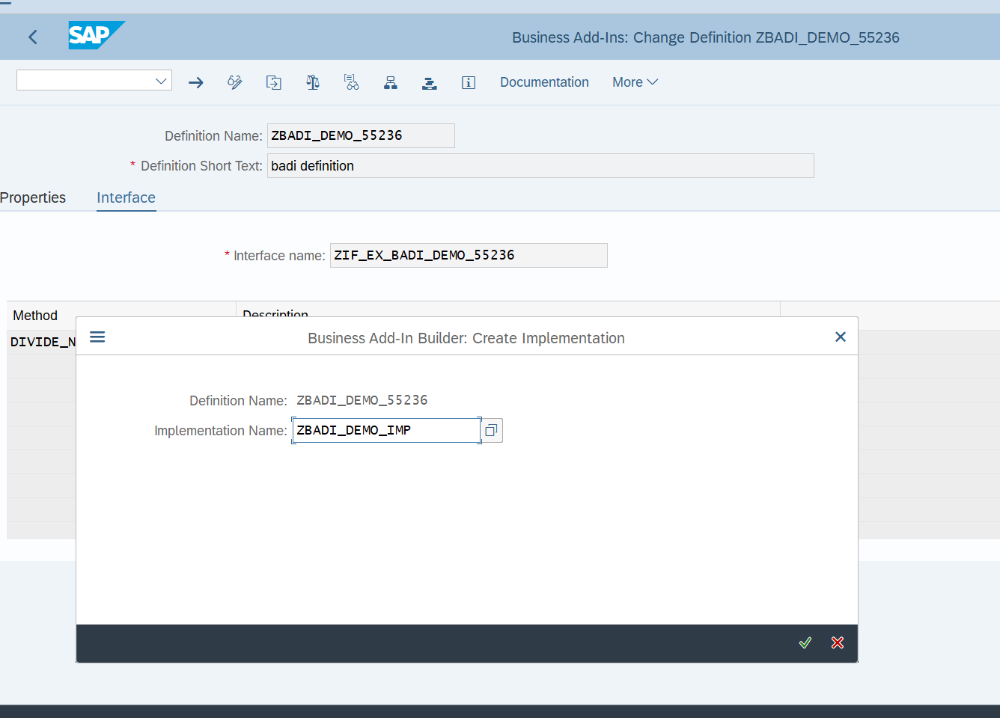 SAP
Business Add-Ins: Change Definition ZBADI_DEMO_55236
Documentation
More
Definition Name: ZBADI_DEMO_55236
* Definition Short Text: badi definition
Properties
Interface
* Interface name: ZIF_EX_BADI_DEMO_55236
Method
Description
DIVIDE_N
Business Add-In Builder: Create Implementation
Definition Name: ZBADI_DEMO_55236
Implementation Name: ZBADI_DEMO_IMP